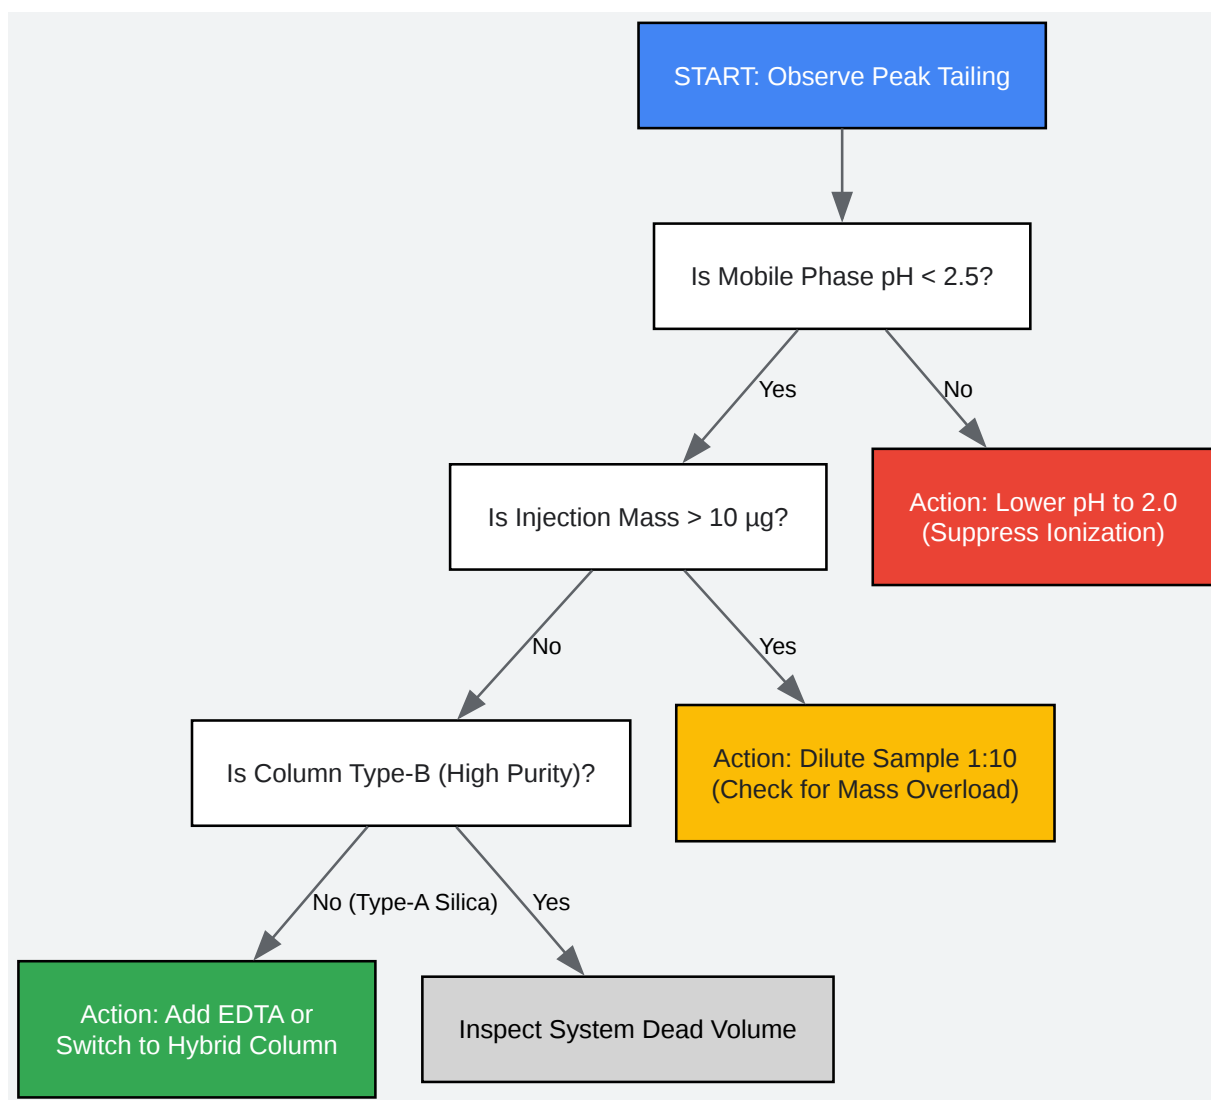 START: Observe Peak Tailing
Is Mobile Phase pH < 2.5?
Yes
No
Is Injection Mass > 10 µg?
Action: Lower pH to 2.0
(Suppress Ionization)
No
Yes
Is Column Type-B (High Purity)?
Action: Dilute Sample 1:10
(Check for Mass Overload)
No (Type-A Silica)
Yes
Action: Add EDTA or
Switch to Hybrid Column
Inspect System Dead Volume